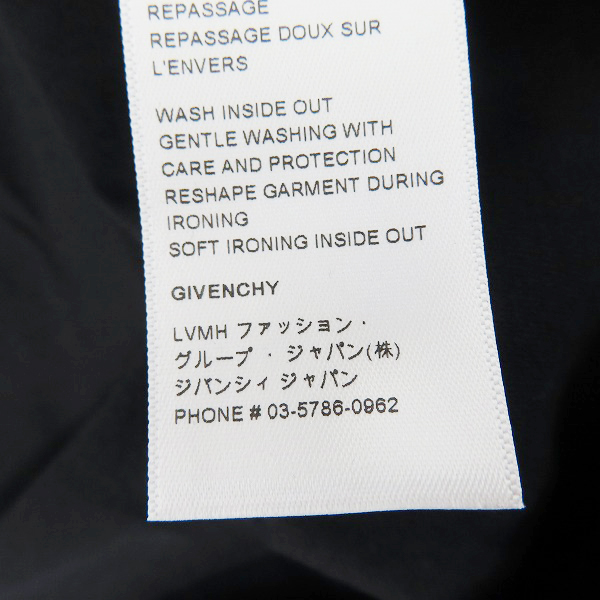 REPASSAGE
REPASSAGE DOUX SUR
L'ENVERS
WASH INSIDE OUT
GENTLE WASHING WITH
CARE AND PROTECTION
RESHAPE GARMENT DURING
IRONING
SOFT IRONING INSIDE OUT
GIVENCHY
LVMH ファッション・
グループ・ジャパン(株)
ジバンシィ ジャパン
PHONE # 03-5786-0962